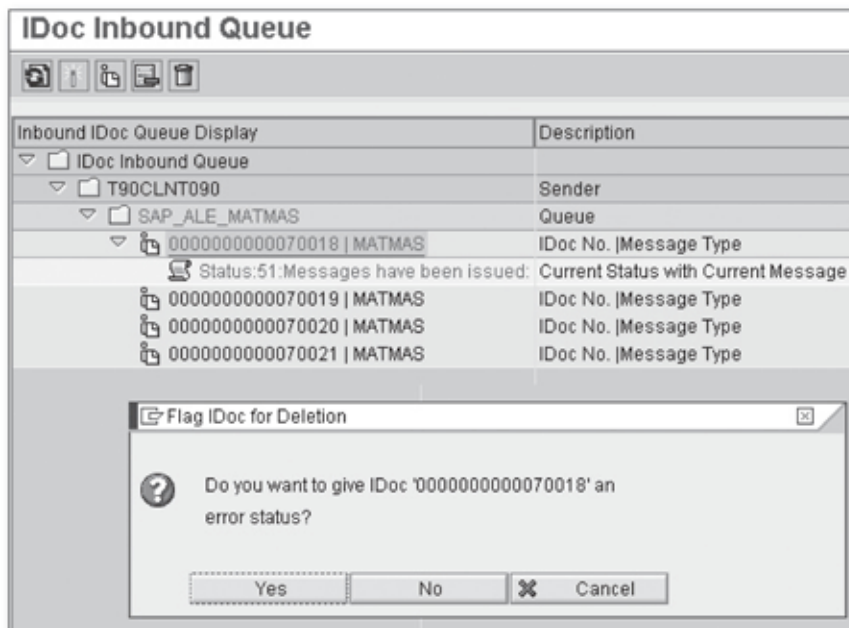 IDoc Inbound Queue
Inbound IDoc Queue Display Description
IDoc Inbound Queue
T90CLNT090 Sender
SAP_ALE_MATMAS Queue
0000000000070018 | MATMAS IDoc No. |Message Type
Status:51:Messages have been issued: Current Status with Current Message
0000000000070019 | MATMAS IDoc No. |Message Type
0000000000070020 | MATMAS IDoc No. |Message Type
0000000000070021 | MATMAS IDoc No. |Message Type
Flag IDoc for Deletion
Do you want to give IDoc '0000000000070018' an
error status?
Yes No Cancel